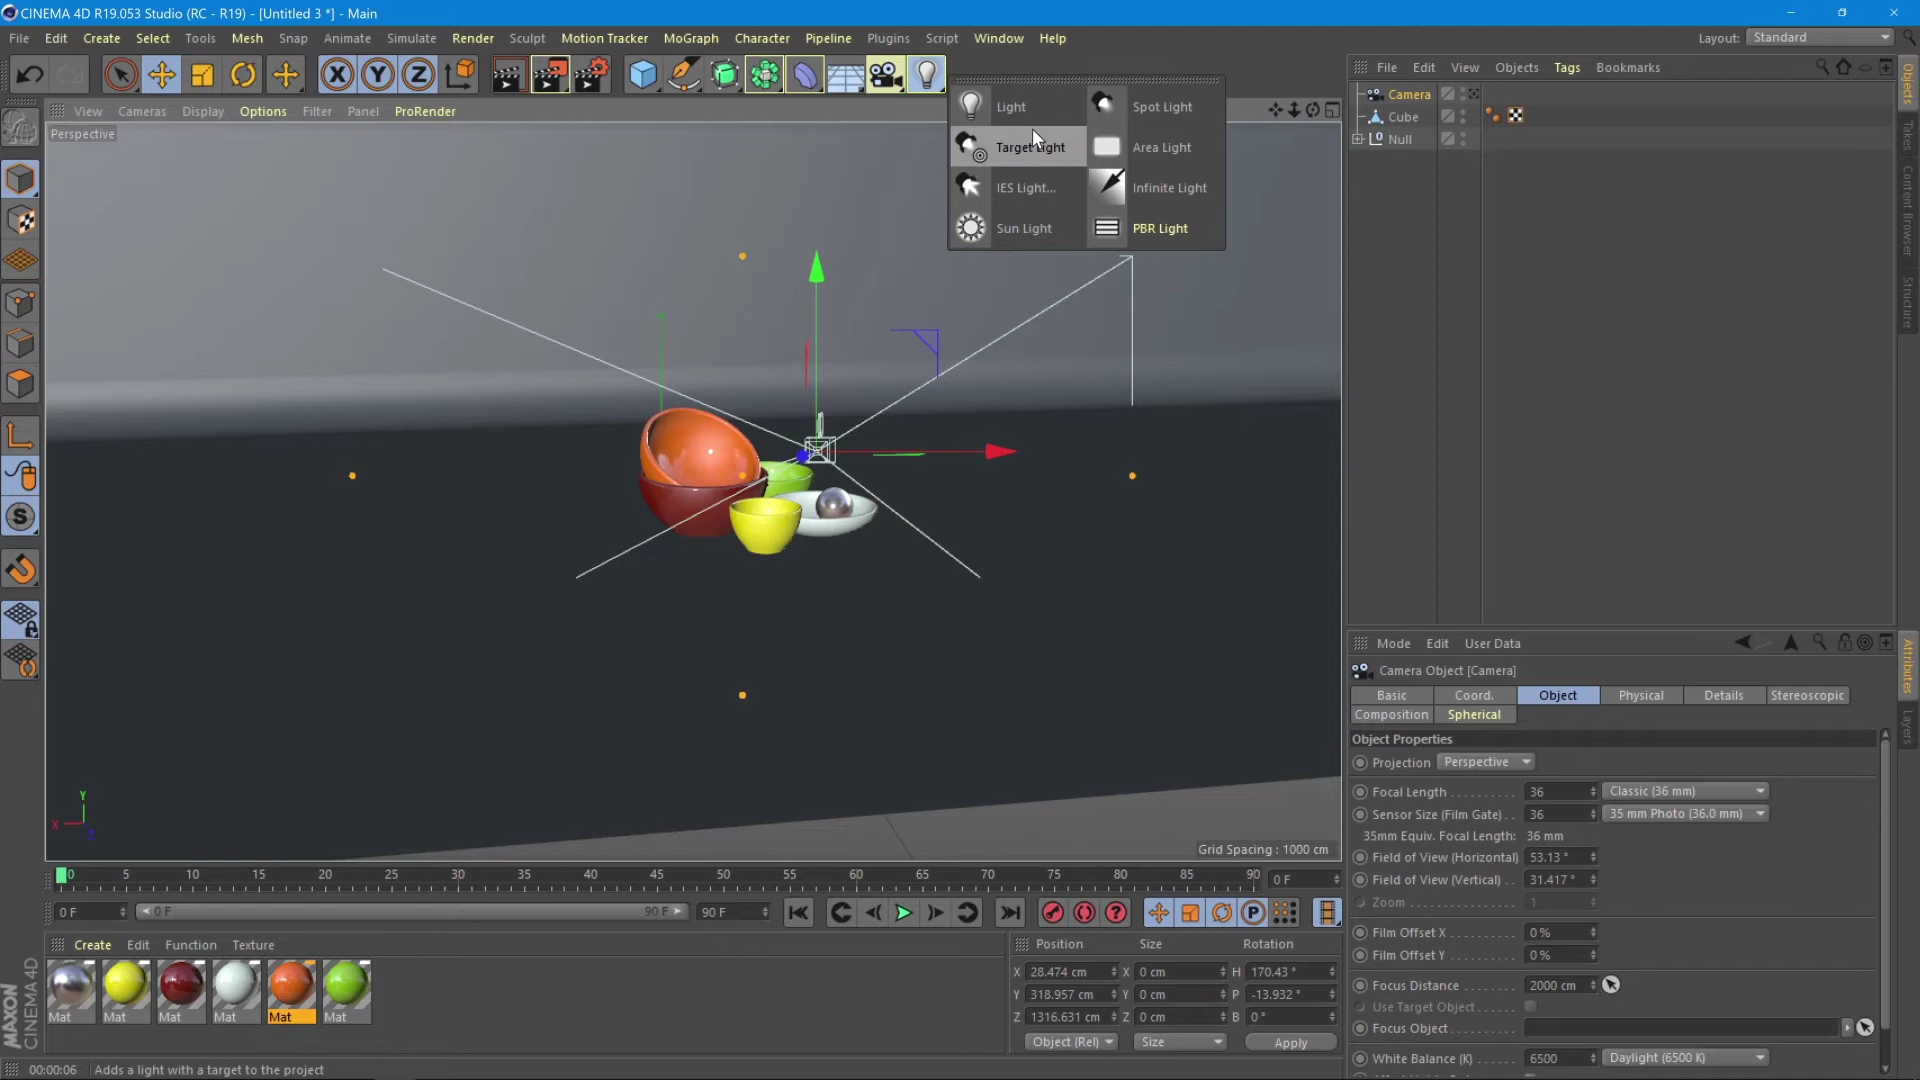 CINEMA 4D R19.053 Studio (RC - R19) - [Untitled 3 *] - Main
File Edit Create Select Tools Mesh Snap Animate Simulate Render Sculpt Motion Tracker MoGraph Character Pipeline Plugins Script Window Help
Layout: Standard
X Y Z
File Edit View Objects Tags Bookmarks
View Cameras Display Options Filter Panel ProRender
Perspective
Light Spot Light
Target Light Area Light
IES Light... Infinite Light
Sun Light PBR Light
Camera
Cube
Null
Objects
Takes
Content Browser
Structure
S
Y
X
Z
Grid Spacing : 1000 cm
Mode Edit User Data
Camera Object [Camera]
Basic Coord. Object Physical Details Stereoscopic
Composition Spherical
Object Properties
Projection Perspective
Focal Length . . . . . . . . . 36 Classic (36 mm)
Sensor Size (Film Gate) . . 36 35 mm Photo (36.0 mm)
35mm Equiv. Focal Length: 36 mm
Field of View (Horizontal) 53.13 °
Field of View (Vertical) . . 31.417 °
Zoom . . . . . . . . . . . . . . . 1
Film Offset X . . . . . . . . . 0 %
Film Offset Y . . . . . . . . . 0 %
Focus Distance . . . . . . . 2000 cm
Use Target Object . . . . . .
Focus Object . . . . . . . . .
White Balance (K) . . . . . 6500 Daylight (6500 K)
Attributes
Layers
0 5 10 15 20 25 30 35 40 45 50 55 60 65 70 75 80 85 90 0 F
0 F 0 F 90 F 90 F
P
Create Edit Function Texture
Mat Mat Mat Mat Mat Mat
Position Size Rotation
X 28.474 cm X 0 cm H 170.43 °
Y 318.957 cm Y 0 cm P -13.932 °
Z 1316.631 cm Z 0 cm B 0 °
Object (Rel) Size Apply
MAXON
CINEMA 4D
00:00:06 Adds a light with a target to the project